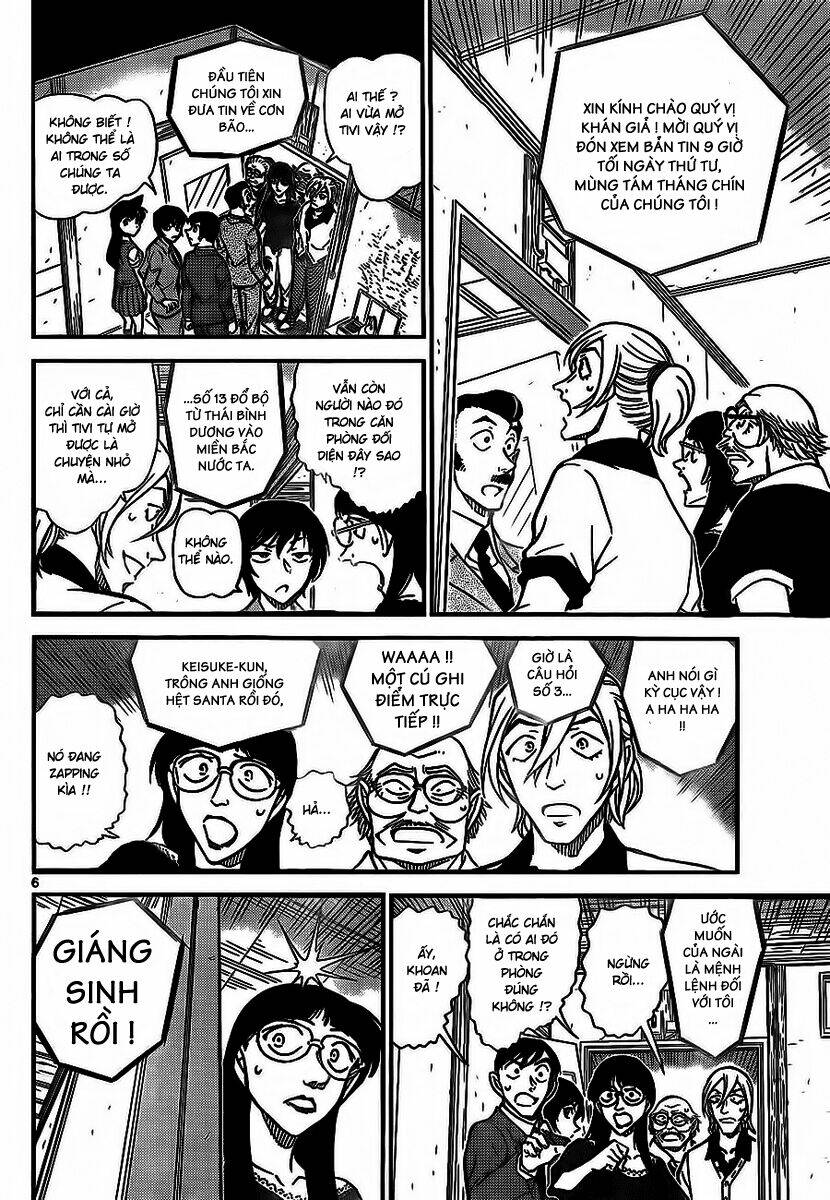 XIN KÍNH CHÀO QUÝ VỊ
KHÁN GIẢ ! MỜI QUÝ VỊ
ĐÓN XEM BẢN TIN 9 GIỜ
TỐI NGÀY THỨ TƯ,
MÙNG TÁM THÁNG CHÍN
CỦA CHÚNG TÔI !
AI THẾ ?
AI VỪA MỞ
TIVI VẬY !?
ĐẦU TIÊN
CHÚNG TÔI XIN
ĐƯA TIN VỀ CƠN
BÃO...
KHÔNG BIẾT !
KHÔNG THỂ LÀ
AI TRONG SỐ
CHÚNG TA
ĐƯỢC.
VẪN CÒN
NGƯỜI NÀO ĐÓ
TRONG CĂN
PHÒNG ĐỐI
DIỆN ĐÂY SAO
!?
...SỐ 13 ĐỔ BỘ
TỪ THÁI BÌNH
DƯƠNG VÀO
MIỀN BẮC
NƯỚC TA.
KHÔNG
THỂ NÀO.
VỚI CẢ,
CHỈ CẦN CÀI GIỜ
THÌ TIVI TỰ MỞ
ĐƯỢC LÀ
CHUYỆN NHỎ
MÀ...
ANH NÓI GÌ
KỲ CỤC VẬY !
A HA HA HA
!!
GIỜ LÀ
CÂU HỎI
SỐ 3...
WAAAA !!
MỘT CÚ GHI
ĐIỂM TRỰC
TIẾP !!
KEISUKE-KUN,
TRÔNG ANH GIỐNG
HỆT SANTA RỒI ĐÓ,
HẢ...
NÓ ĐANG
ZAPPING
KÌA !!
6
ƯỚC
MUỐN
CỦA NGÀI
LÀ MỆNH
LỆNH ĐỐI
VỚI TÔI
...
NGỪNG
RỒI...
CHẮC CHẮN
LÀ CÓ AI ĐÓ
Ở TRONG
PHÒNG
ĐÚNG
KHÔNG !?
ẤY,
KHOAN
ĐÃ !
GIÁNG
SINH
RỒI !